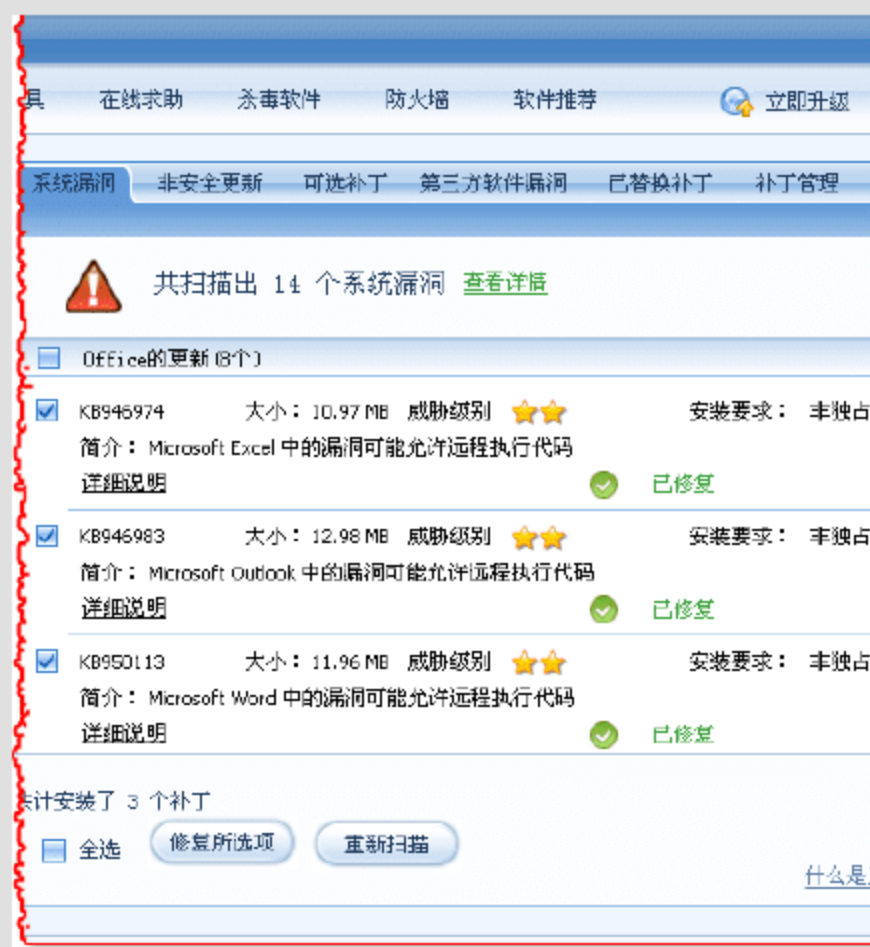 具 在线求助 杀毒软件 防火墙 软件推荐 立即升级
系统漏洞 非安全更新 可选补丁 第三方软件漏洞 已替换补丁 补丁管理
共扫描出 14 个系统漏洞 查看详情
Office的更新(8个)
KB946974 大小：10.97 MB 威胁级别 安装要求： 非独占
简介：Microsoft Excel 中的漏洞可能允许远程执行代码
详细说明 已修复
KB946983 大小：12.98 MB 威胁级别 安装要求： 非独占
简介：Microsoft Outlook 中的漏洞可能允许远程执行代码
详细说明 已修复
KB950113 大小：11.96 MB 威胁级别 安装要求： 非独占
简介：Microsoft Word 中的漏洞可能允许远程执行代码
详细说明 已修复
共计安装了 3 个补丁
全选 修复所选项 重新扫描
什么是